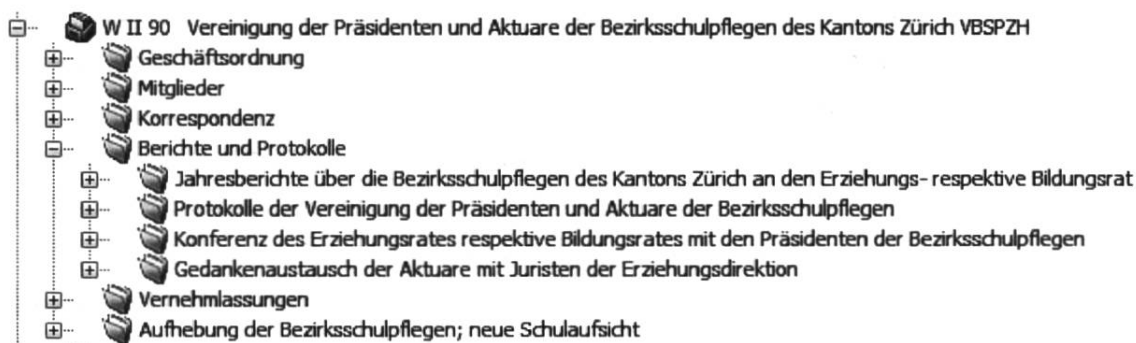 W II 90 Vereinigung der Präsidenten und Aktuare der Bezirksschulpflegen des Kantons Zürich VBSPZH
Geschäftsordnung
Mitglieder
Korrespondenz
Berichte und Protokolle
Jahresberichte über die Bezirksschulpflegen des Kantons Zürich an den Erziehungs- respektive Bildungsrat
Protokolle der Vereinigung der Präsidenten und Aktuare der Bezirksschulpflegen
Konferenz des Erziehungsrates respektive Bildungsrates mit den Präsidenten der Bezirksschulpflegen
Gedankenaustausch der Aktuare mit Juristen der Erziehungsdirektion
Vernehmlassungen
Aufhebung der Bezirksschulpflegen; neue Schulaufsicht